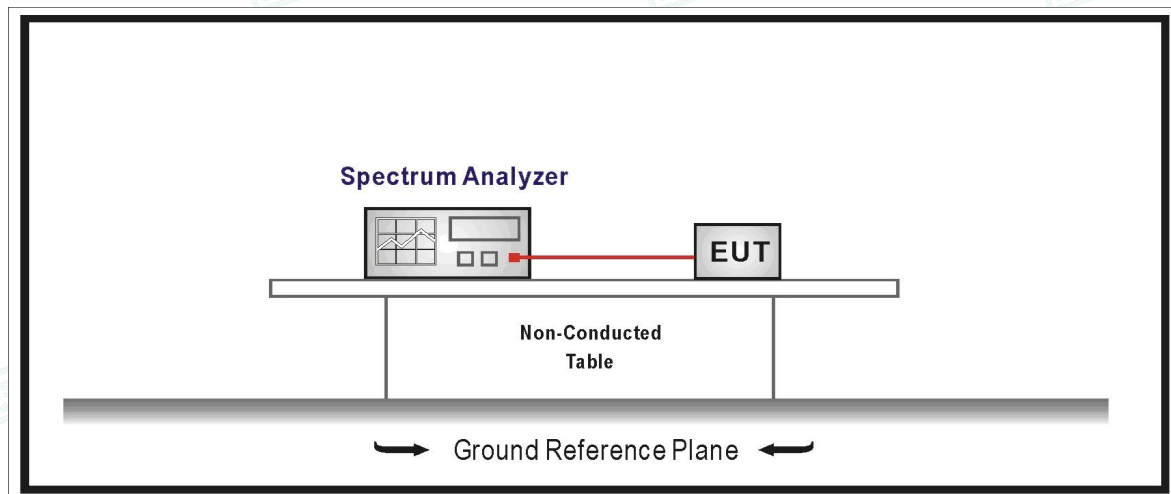 Spectrum Analyzer
EUT
Non-Conducted
Table
Ground Reference Plane